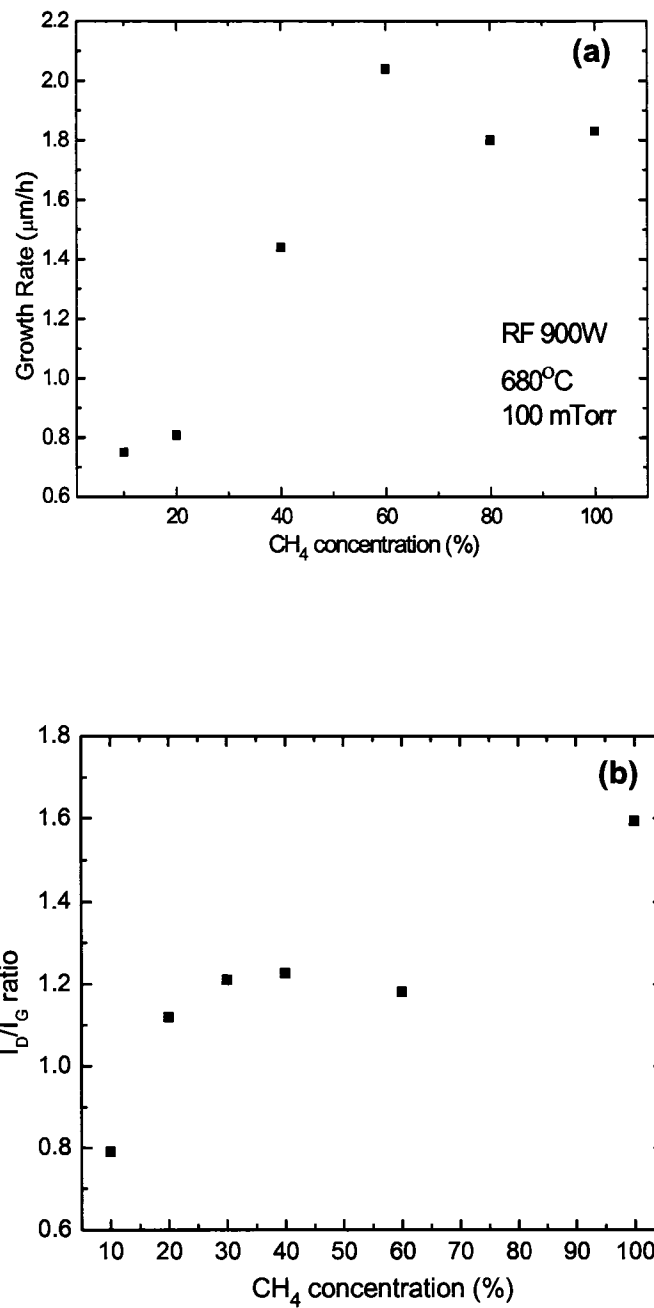 2.2
(a)
2.0
1.8
1.6
1.4
1.2
1.0
0.8
0.6
Growth Rate (μm/h)
RF 900W
680°C
100 mTorr
20 40 60 80 100
CH₄ concentration (%)
1.8
(b)
1.6
1.4
1.2
1.0
0.8
0.6
I_D/I_G ratio
10 20 30 40 50 60 70 80 90 100
CH₄ concentration (%)